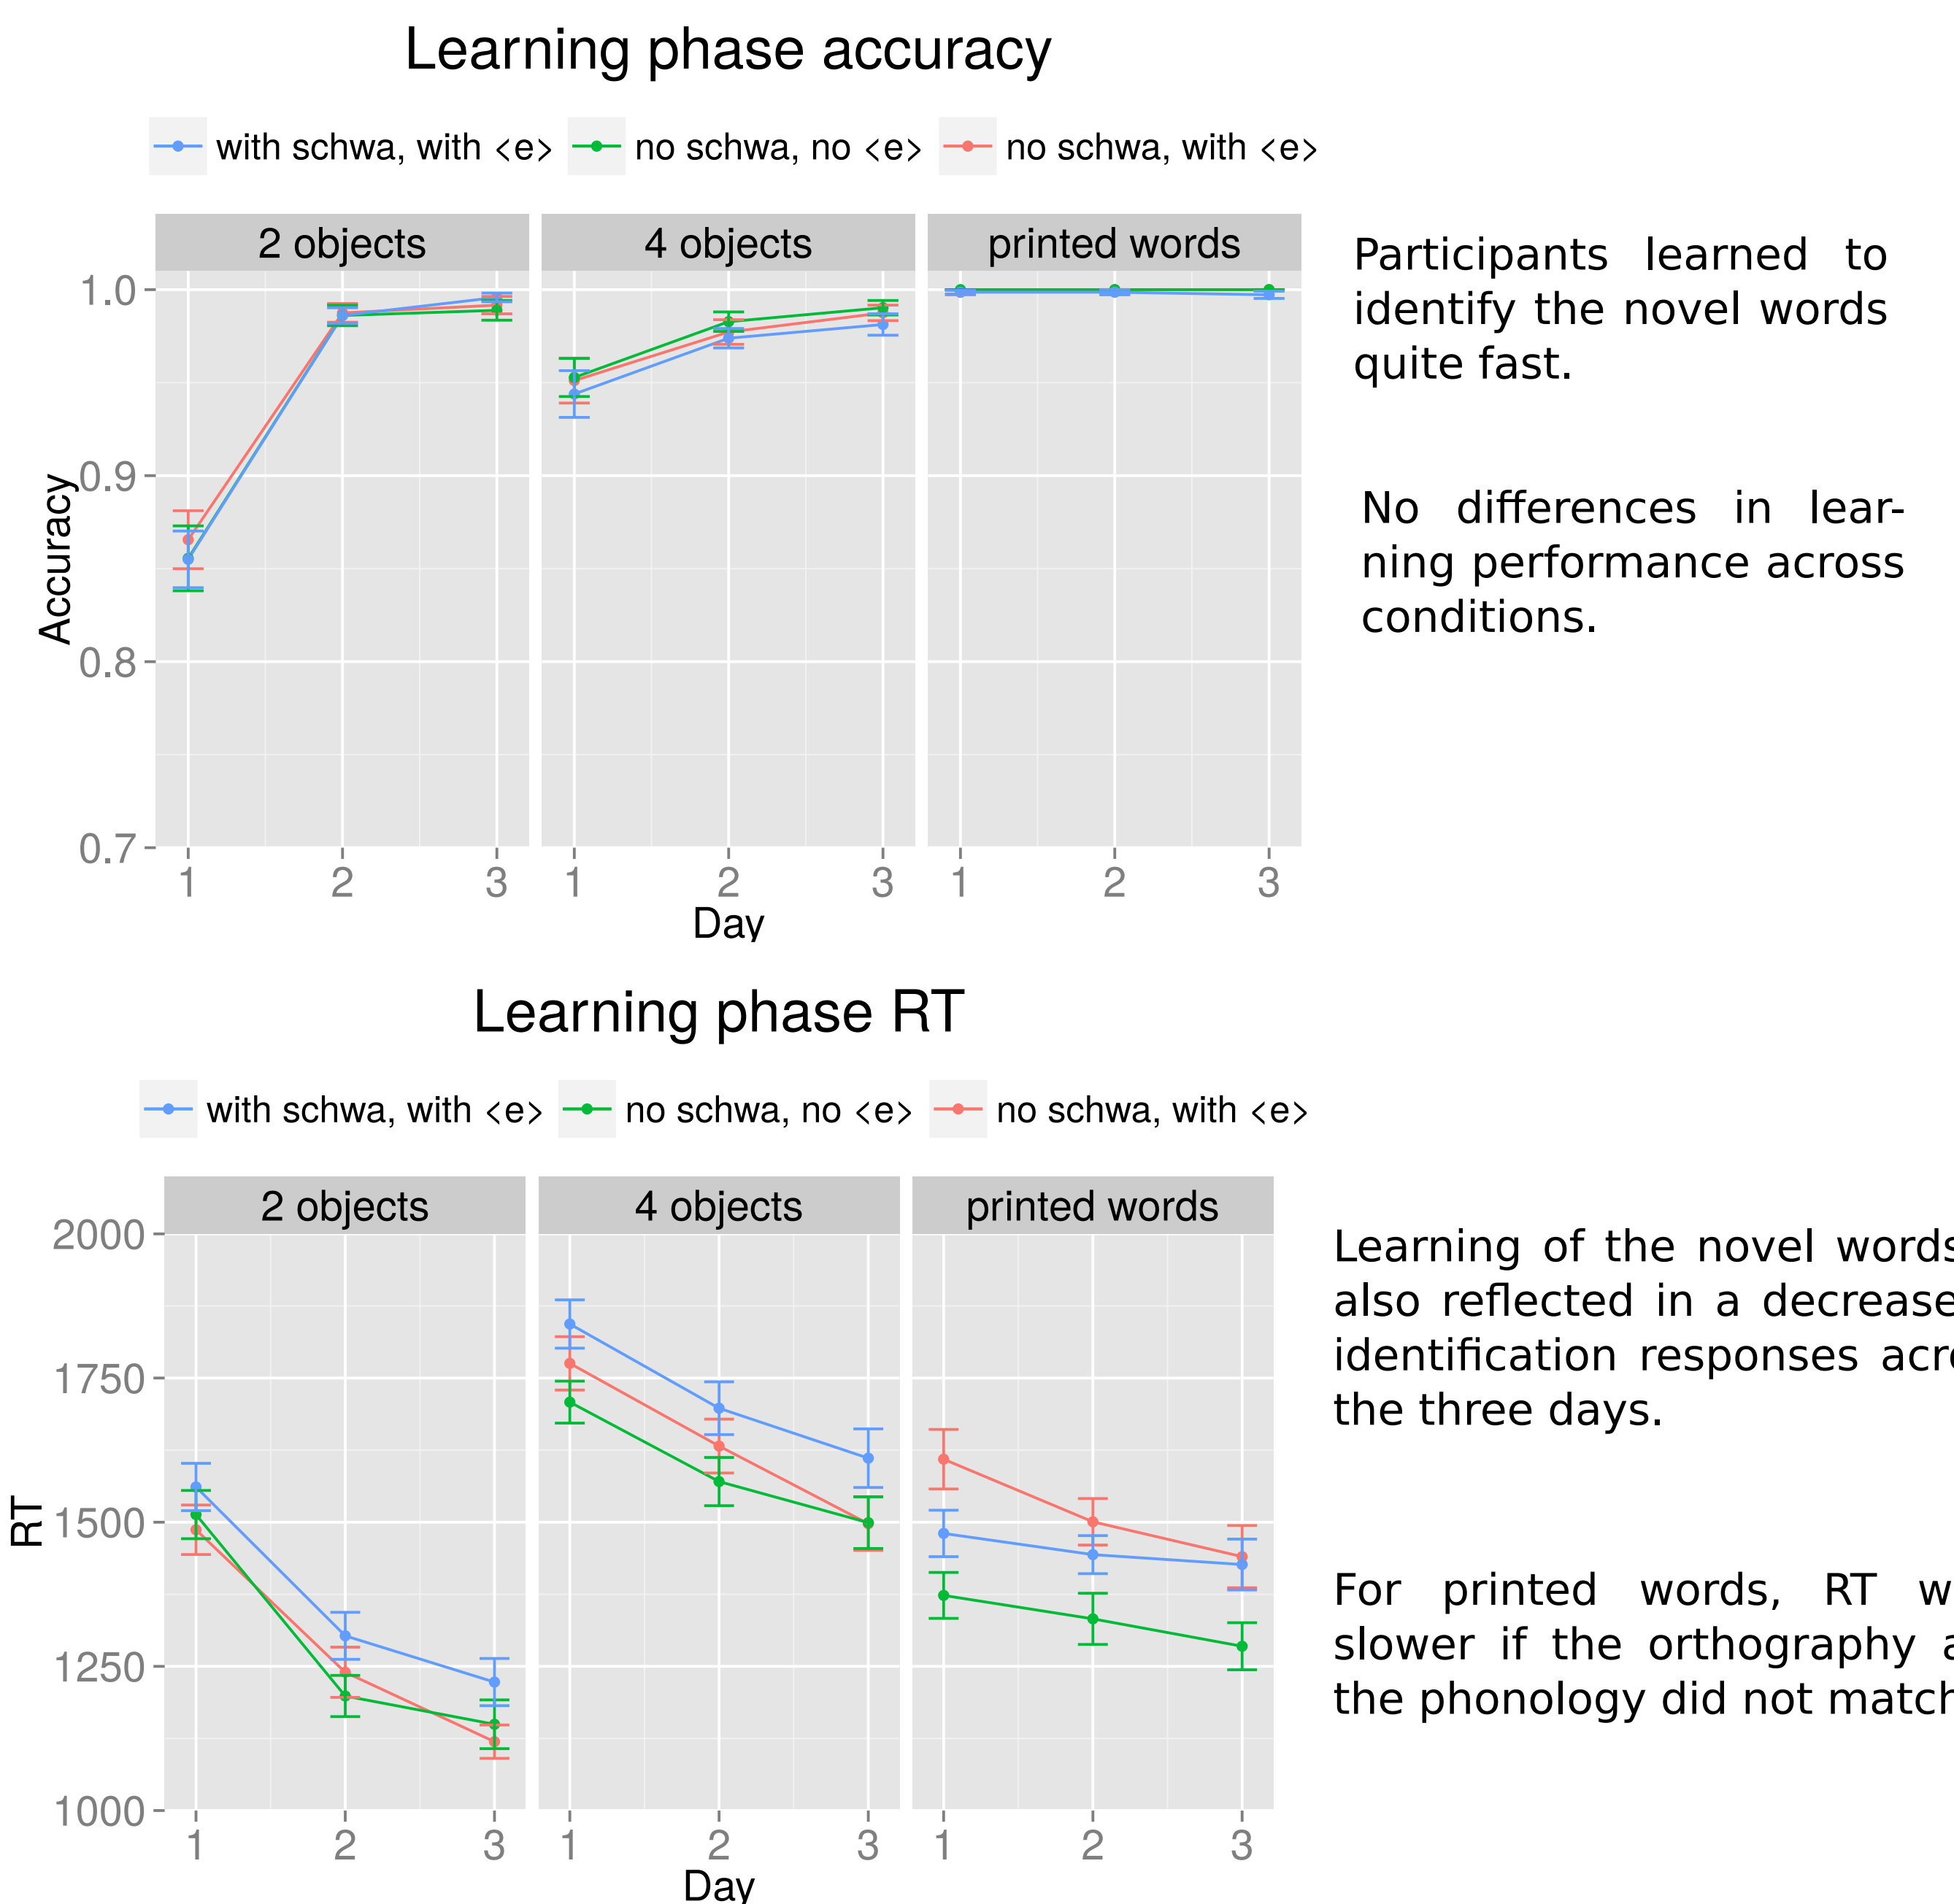 Learning phase accuracy
with schwa, with <e> no schwa, no <e> no schwa, with <e>
2 objects 4 objects printed words
1.0
0.9
0.8
0.7
Accuracy
1 2 3 1 2 3 1 2 3
Day
Participants learned to
identify the novel words
quite fast.
No differences in lear-
ning performance across
conditions.
Learning phase RT
with schwa, with <e> no schwa, no <e> no schwa, with <e>
2 objects 4 objects printed words
2000
1750
1500
1250
1000
RT
1 2 3 1 2 3 1 2 3
Day
Learning of the novel words
also reflected in a decrease
identification responses
the three days.
For printed words, RT
slower if the orthography
the phonology did not match